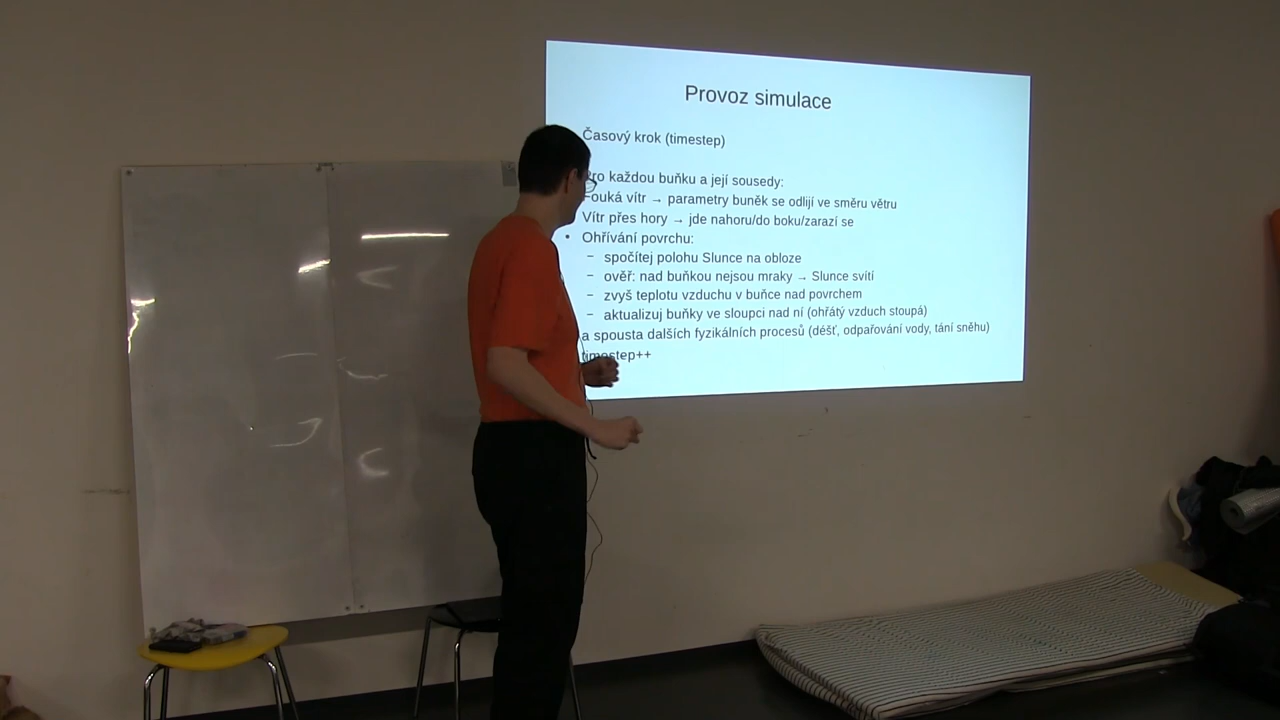 Provoz simulace
Časový krok (timestep)
Pro každou buňku a její sousedy:
Fouká vítr → parametry buněk se odlijí ve směru větru
Vítr přes hory → jde nahoru/do boku/zarazí se
• Ohřívání povrchu:
– spočítej polohu Slunce na obloze
– ověř: nad buňkou nejsou mraky → Slunce svítí
– zvyš teplotu vzduchu v buňce nad povrchem
– aktualizuj buňky ve sloupci nad ní (ohřátý vzduch stoupá)
a spousta dalších fyzikálních procesů (déšť, odpařování vody, tání sněhu)
timestep++